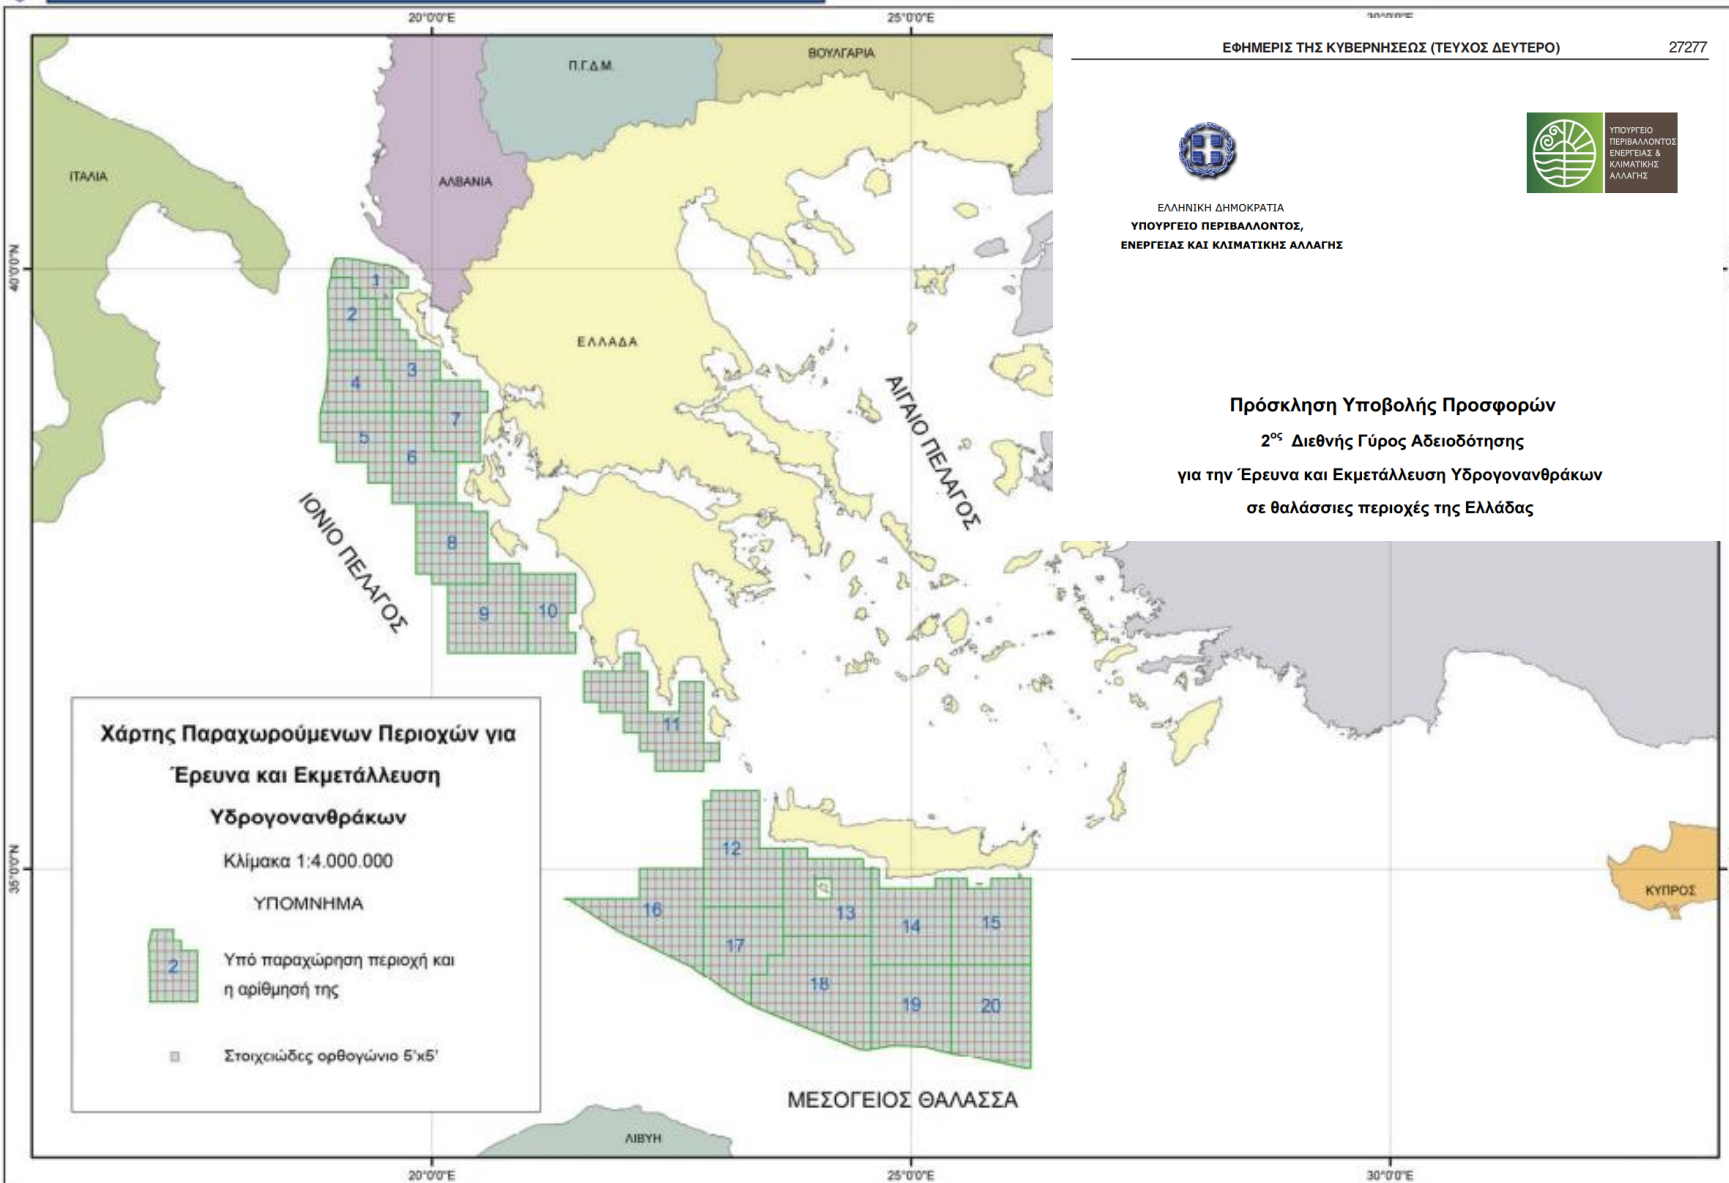 20°0'0"E
25°0'0"E
30°0'0"E
ΕΦΗΜΕΡΙΣ ΤΗΣ ΚΥΒΕΡΝΗΣΕΩΣ (ΤΕΥΧΟΣ ΔΕΥΤΕΡΟ)
27277
ΥΠΟΥΡΓΕΙΟ
ΠΕΡΙΒΑΛΛΟΝΤΟΣ
ΕΝΕΡΓΕΙΑΣ &
ΚΛΙΜΑΤΙΚΗΣ
ΑΛΛΑΓΗΣ
ΕΛΛΗΝΙΚΗ ΔΗΜΟΚΡΑΤΙΑ
ΥΠΟΥΡΓΕΙΟ ΠΕΡΙΒΑΛΛΟΝΤΟΣ,
ΕΝΕΡΓΕΙΑΣ ΚΑΙ ΚΛΙΜΑΤΙΚΗΣ ΑΛΛΑΓΗΣ
Πρόσκληση Υποβολής Προσφορών
2ος Διεθνής Γύρος Αδειοδότησης
για την Έρευνα και Εκμετάλλευση Υδρογονανθράκων
σε θαλάσσιες περιοχές της Ελλάδας
Π.Γ.Δ.Μ.
ΒΟΥΛΓΑΡΙΑ
ΙΤΑΛΙΑ
ΑΛΒΑΝΙΑ
40°0'0"N
ΕΛΛΑΔΑ
ΑΙΓΑΙΟ ΠΕΛΑΓΟΣ
ΙΟΝΙΟ ΠΕΛΑΓΟΣ
1
2
3
4
5
6
7
8
9
10
11
12
13
14
15
16
17
18
19
20
Χάρτης Παραχωρούμενων Περιοχών για
Έρευνα και Εκμετάλλευση
Υδρογονανθράκων
Κλίμακα 1:4.000.000
ΥΠΟΜΝΗΜΑ
2
Υπό παραχώρηση περιοχή και
η αρίθμησή της
Στοιχειώδες ορθογώνιο 5'x5'
35°0'0"N
ΚΥΠΡΟΣ
ΜΕΣΟΓΕΙΟΣ ΘΑΛΑΣΣΑ
ΛΙΒΥΗ
20°0'0"E
25°0'0"E
30°0'0"E